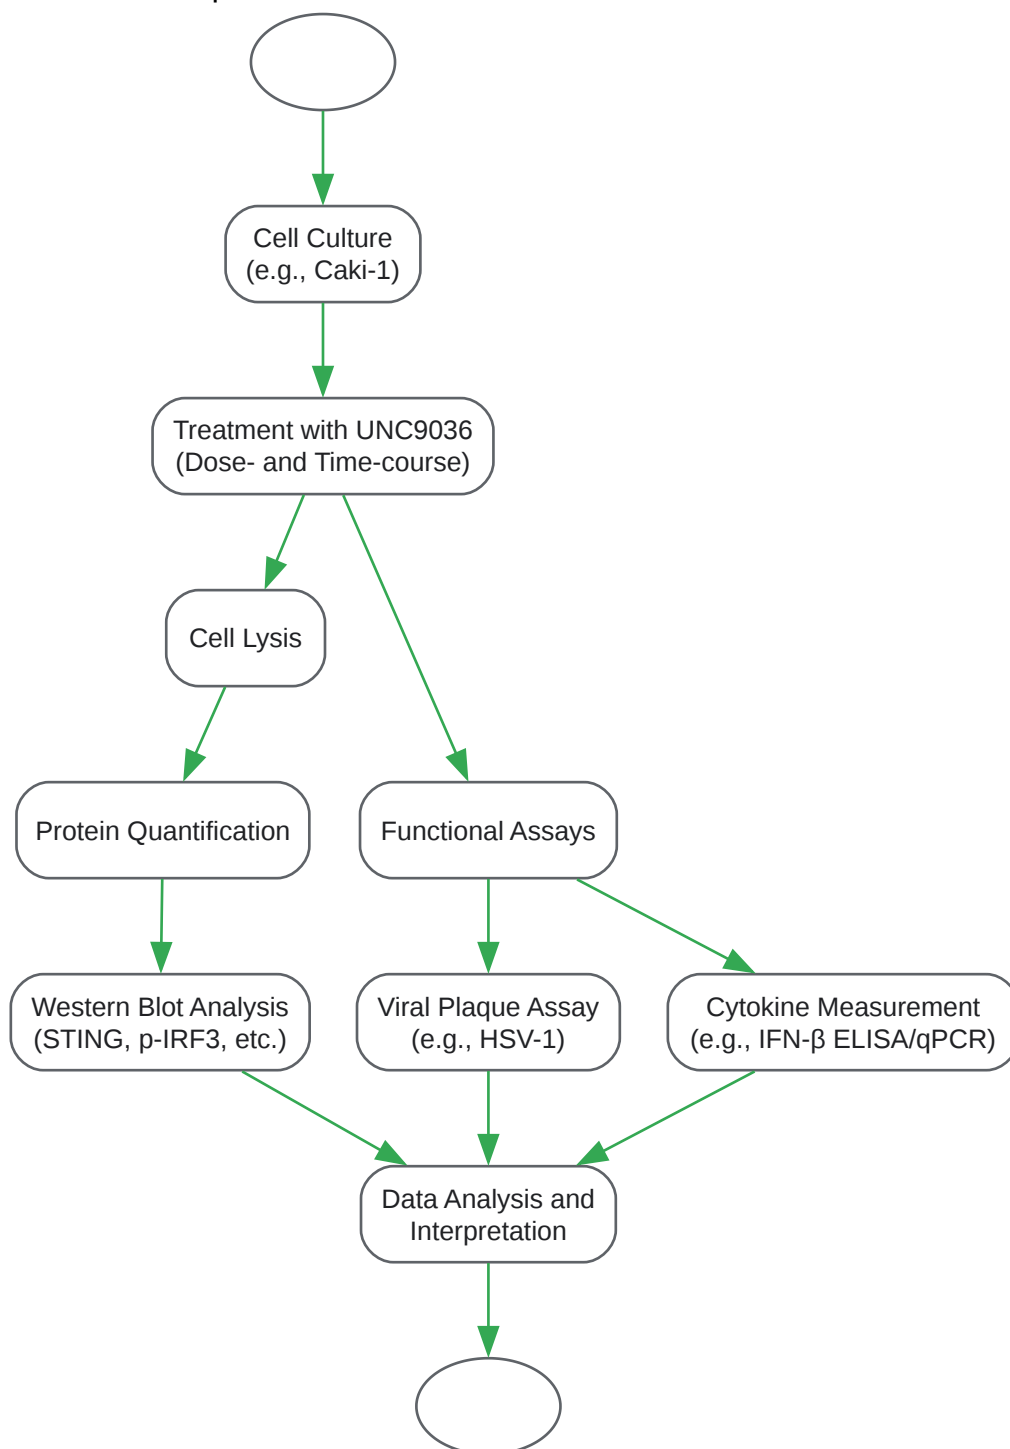 Cell Culture
(e.g., Caki-1)
Treatment with UNC9036
(Dose- and Time-course)
Cell Lysis
Protein Quantification
Functional Assays
Western Blot Analysis
(STING, p-IRF3, etc.)
Viral Plaque Assay
(e.g., HSV-1)
Cytokine Measurement
(e.g., IFN-β ELISA/qPCR)
Data Analysis and
Interpretation